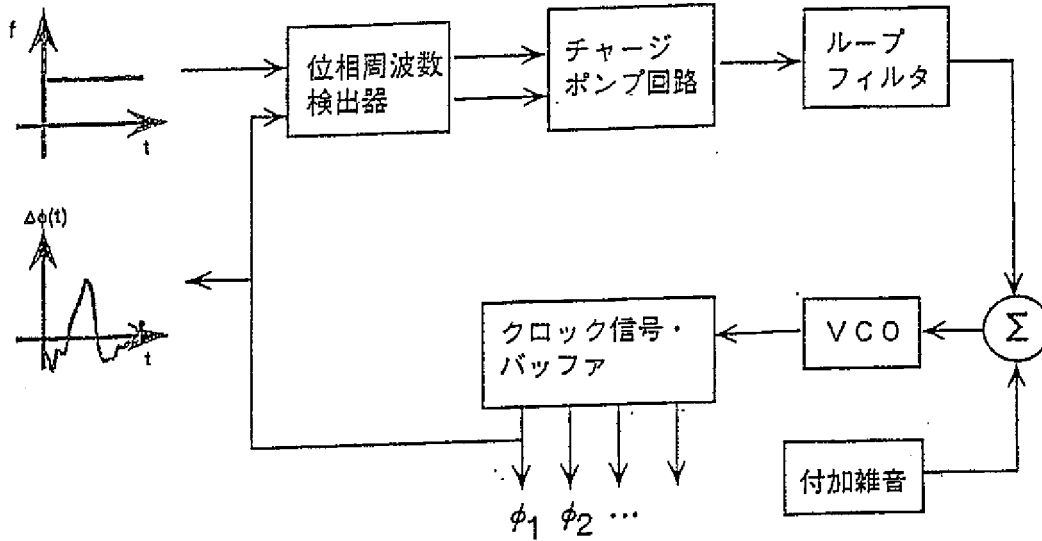 f
t
位相周波数
検出器
チャージ
ポンプ回路
ループ
フィルタ
Δϕ(t)
t
クロック信号・
バッファ
VCO
Σ
付加雑音
ϕ1 ϕ2 …